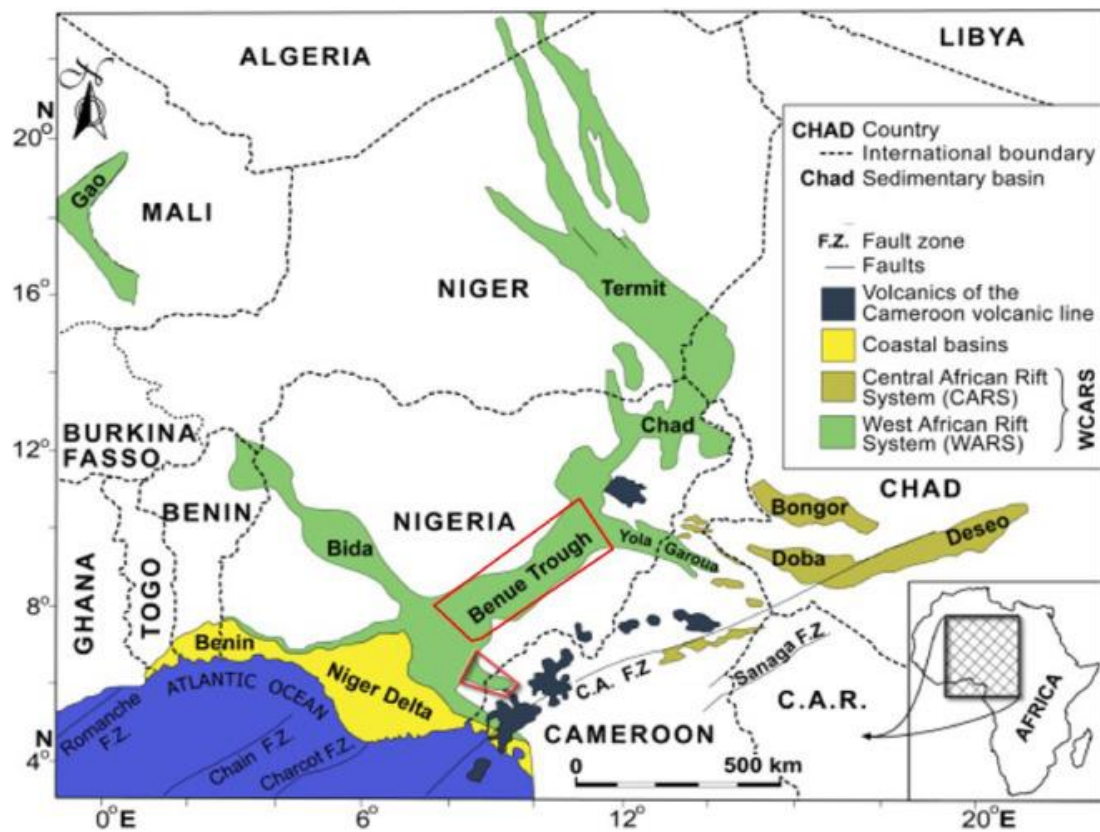 ALGERIA
LIBYA
N
N
20°
16°
12°
8°
N
4°
CHAD Country
International boundary
Chad Sedimentary basin
F.Z. Fault zone
Faults
Volcanics of the
Cameroon volcanic line
Coastal basins
Central African Rift
System (CARS)
West African Rift
System (WARS)
WCARS
Gao
MALI
NIGER
Termit
BURKINA
FASSO
Chad
CHAD
BENIN
NIGERIA
Bongor
Deseo
Bida
Yola Garoua
Doba
GHANA
TOGO
Benue Trough
Benin
Niger Delta
ATLANTIC OCEAN
Romanche
F.Z.
Chain F.Z.
Charcot F.Z.
C.A. F.Z
Sanaga F.Z.
C.A.R.
CAMEROON
AFRICA
0 500 km
0°E 6° 12° 20°E